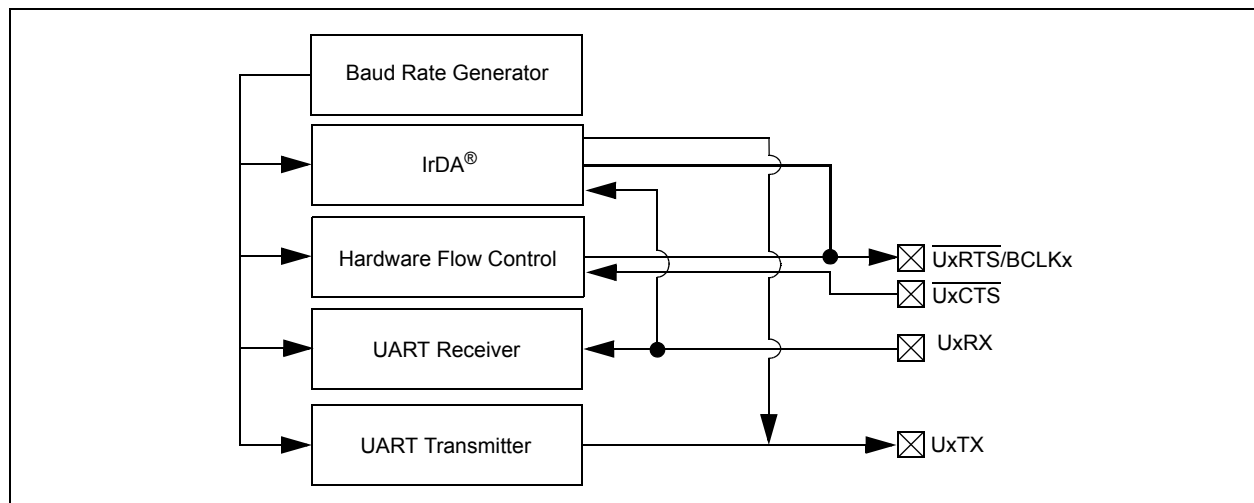 Baud Rate Generator
IrDA®
Hardware Flow Control
UxRTS/BCLKx
UxCTS
UART Receiver
UxRX
UART Transmitter
UxTX